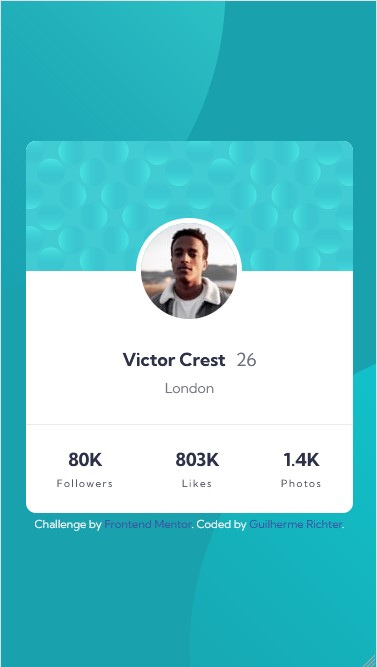 Victor Crest 26
London
80K 803K 1.4K
Followers Likes Photos
Challenge by Frontend Mentor. Coded by Guilherme Richter.